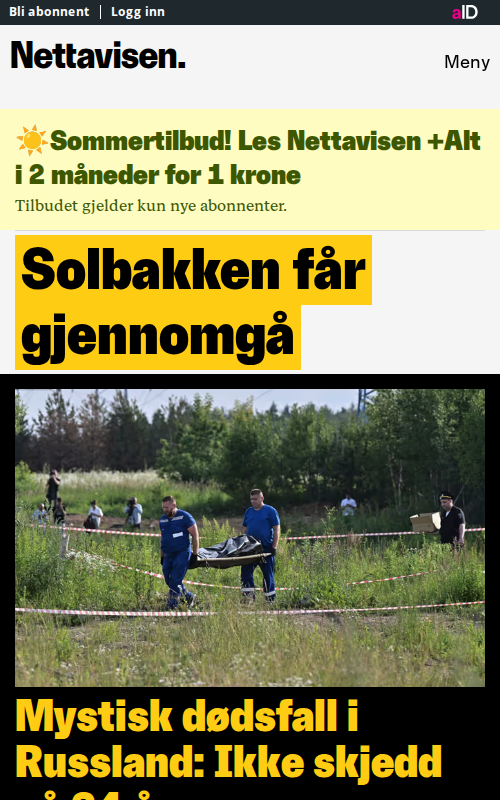 Bli abonnent | Logg inn
aID
Nettavisen.
Meny
☀️Sommertilbud! Les Nettavisen +Alt
i 2 måneder for 1 krone
Tilbudet gjelder kun nye abonnenter.
Solbakken får
gjennomgå
Mystisk dødsfall i
Russland: Ikke skjedd